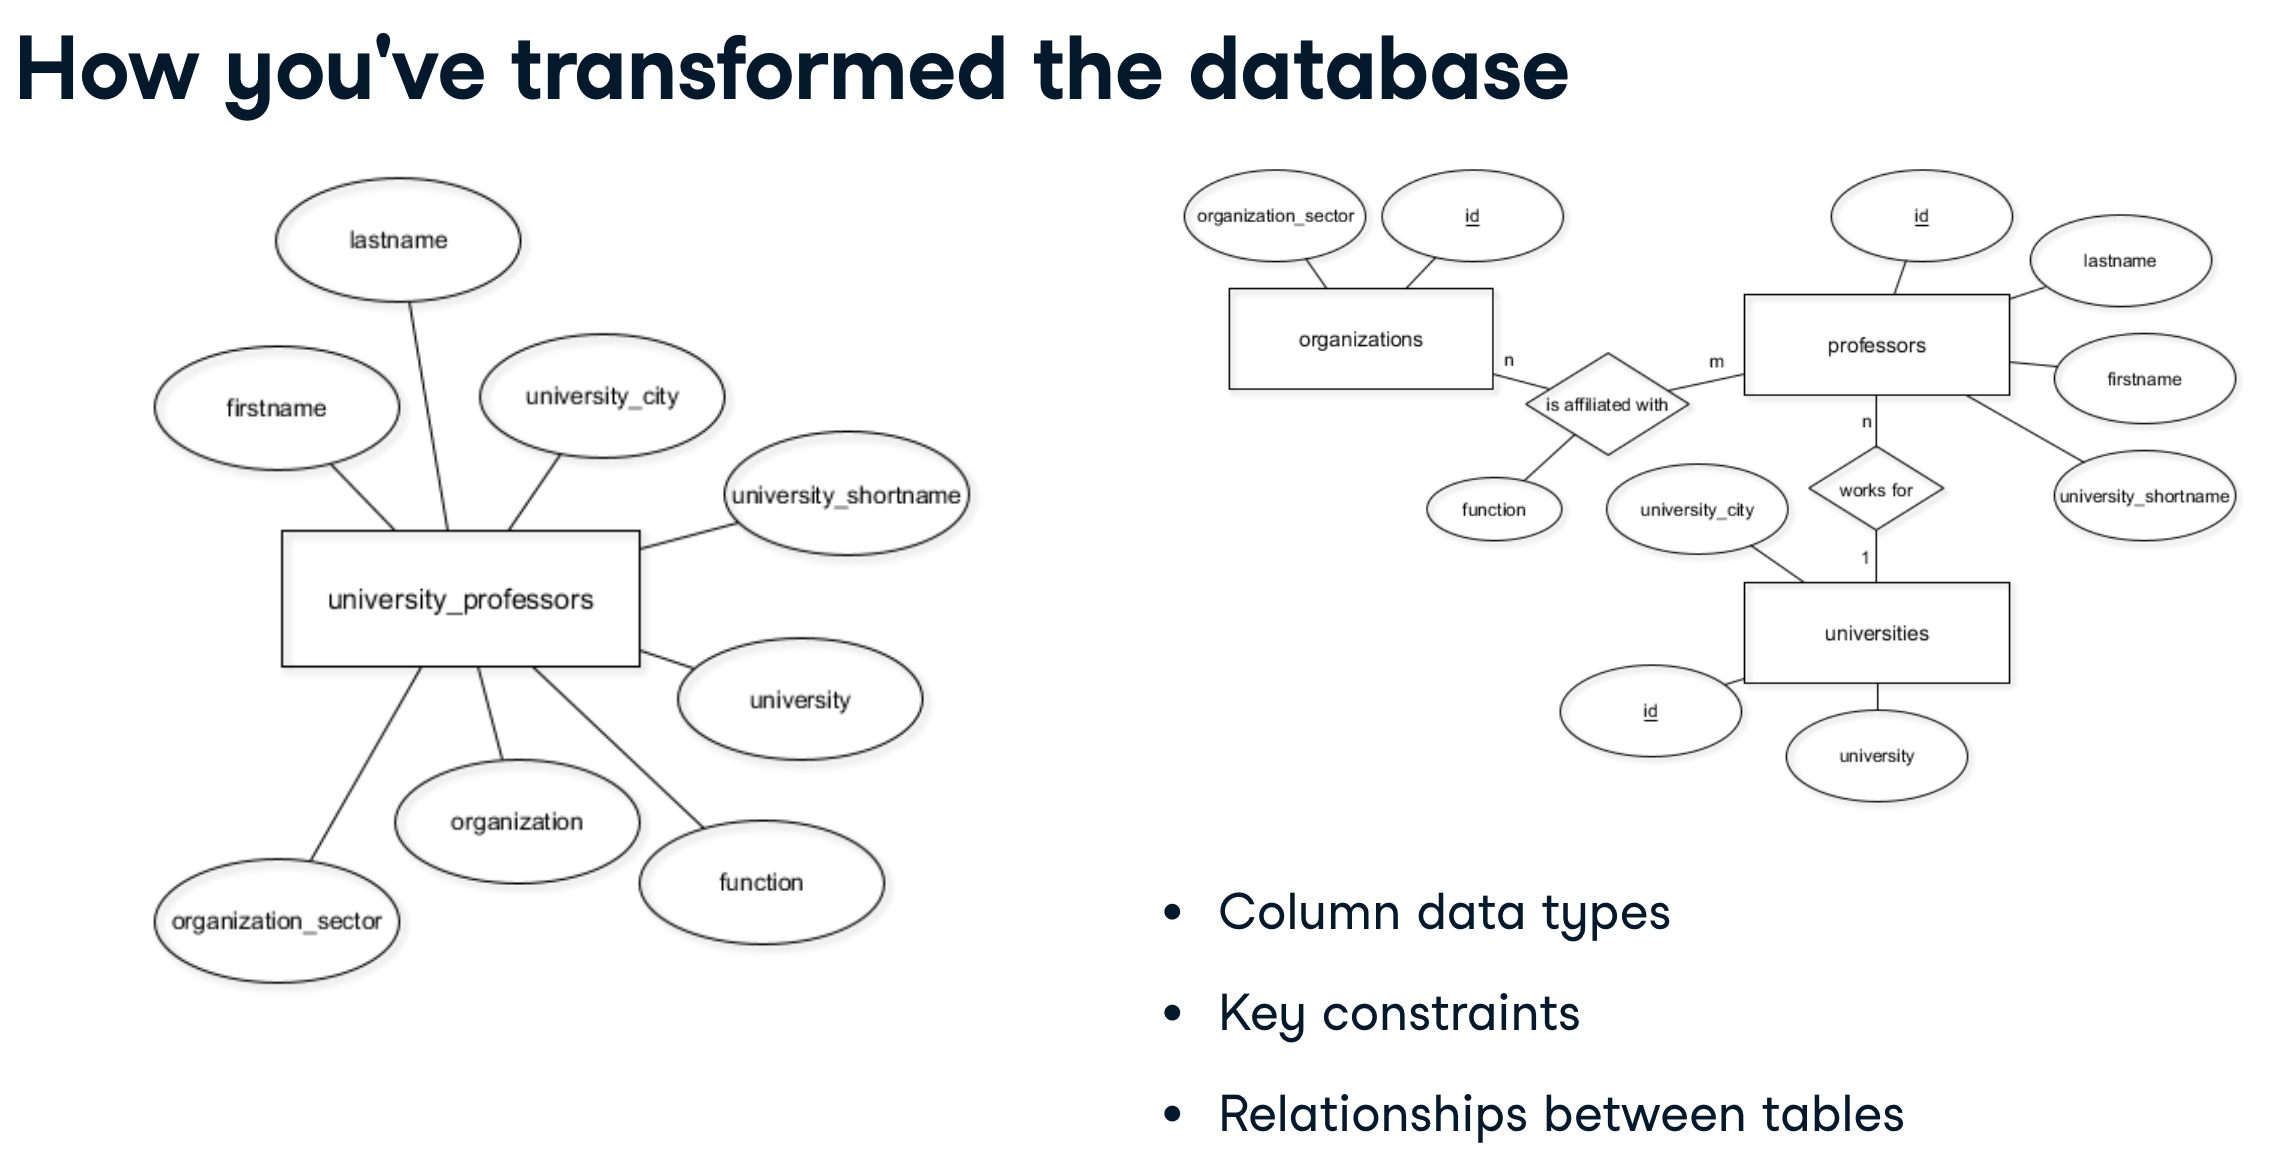 How you've transformed the database
lastname
firstname
university_city
university_shortname
university_professors
university
organization
function
organization_sector
organization_sector
id
id
lastname
organizations
professors
n
m
is affiliated with
firstname
n
function
university_city
works for
university_shortname
1
universities
id
university
• Column data types
• Key constraints
• Relationships between tables